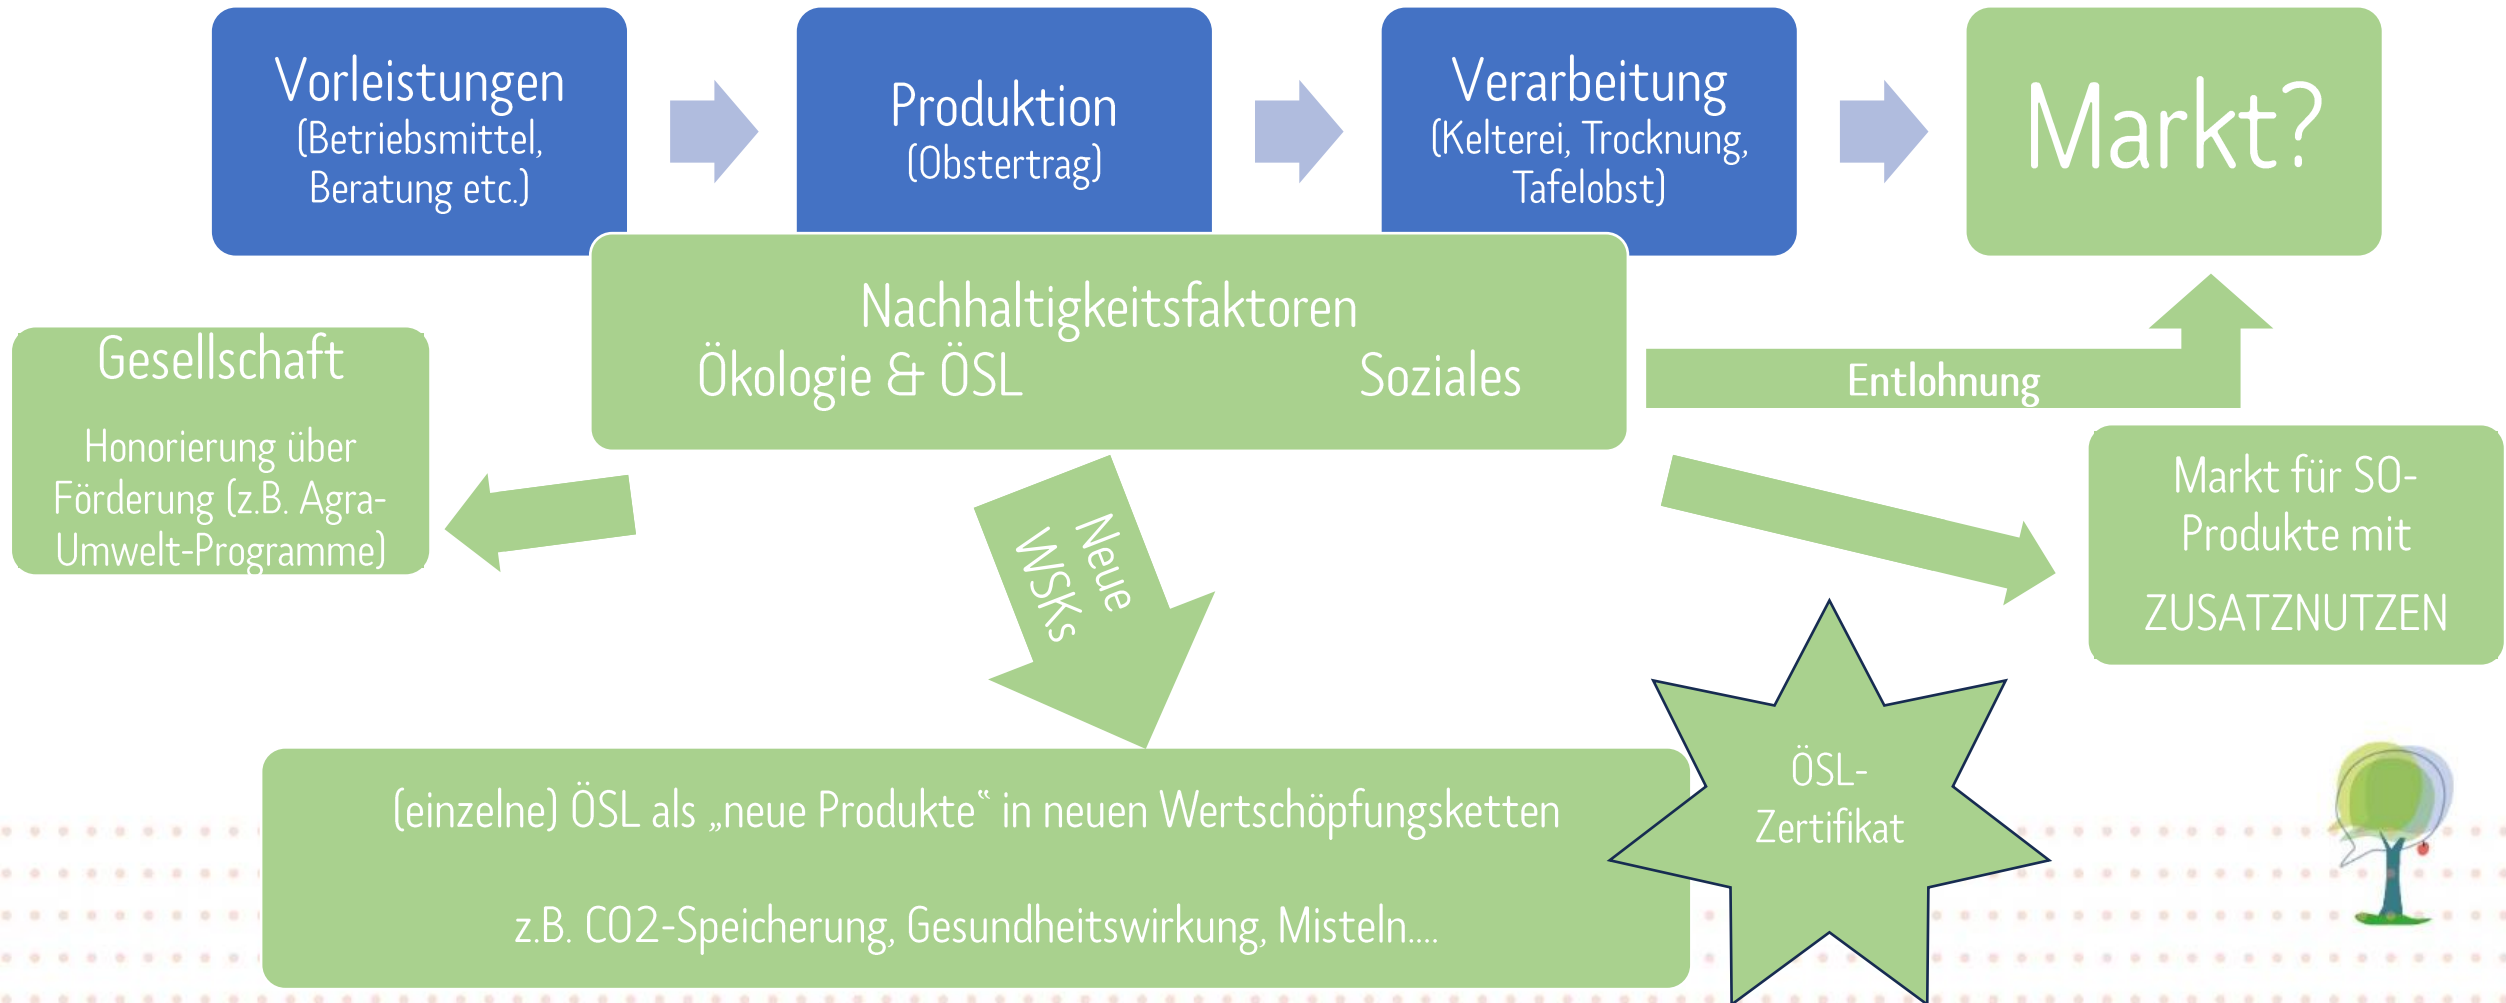 Vorleistungen
(Betriebsmittel,
Beratung etc.)
Produktion
(Obstertrag)
Verarbeitung
(Kelterei, Trocknung,
Tafelobst)
Markt?
Nachhaltigkeitsfaktoren
Ökologie & ÖSL Soziales
Gesellschaft
Honorierung über
Förderung (z.B. Agra-
Umwelt-Programme)
Entlohnung
Markt für SO-
Produkte mit
ZUSATZNUTZEN
Neue
WSKs
(einzelne) ÖSL als „neue Produkte“ in neuen Wertschöpfungsketten
z.B. CO2-Speicherung, Gesundheitswirkung, Misteln....
ÖSL-
Zertifikat